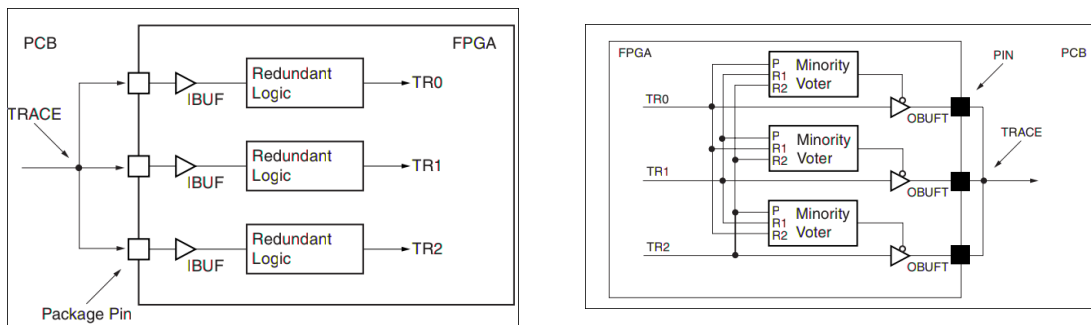 PCB
FPGA
Redundant
Logic
TR0
IBUF
TRACE
Redundant
Logic
TR1
IBUF
Redundant
Logic
TR2
IBUF
Package Pin
FPGA
PIN
PCB
P
R1
R2
Minority
Voter
TR0
OBUFT
TRACE
P
R1
R2
Minority
Voter
TR1
OBUFT
P
R1
R2
Minority
Voter
TR2
OBUFT